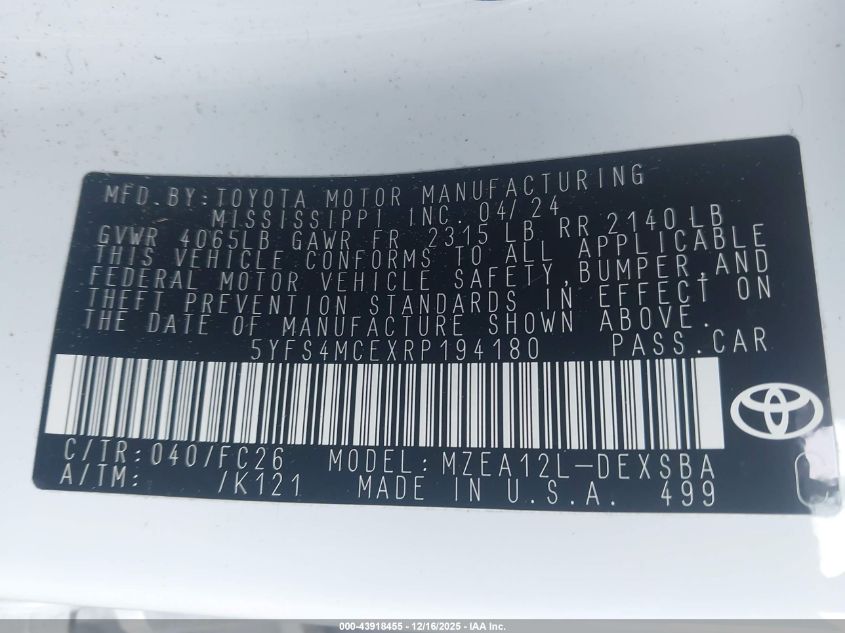 MFD.BY:TOYOTA MOTOR MANUFACTURING
MISSISSIPPI INC. 04/24
GVWR 4065LB GAWR FR 2315 LB RR 2140LB
THIS VEHICLE CONFORMS TO ALL APPLICABLE
FEDERAL MOTOR VEHICLE SAFETY,BUMPER,AND
THEFT PREVENTION STANDARDS IN EFFECT ON
THE DATE OF MANUFACTURE SHOWN ABOVE.
5YFS4MCEXRP194180 PASS.CAR
C/TR:040/FC26 MODEL:MZEA12L-DEXSBA
A/TM: /K121 MADE IN U.S.A. 499
000-43918455 - 12/16/2025 - IAA Inc.